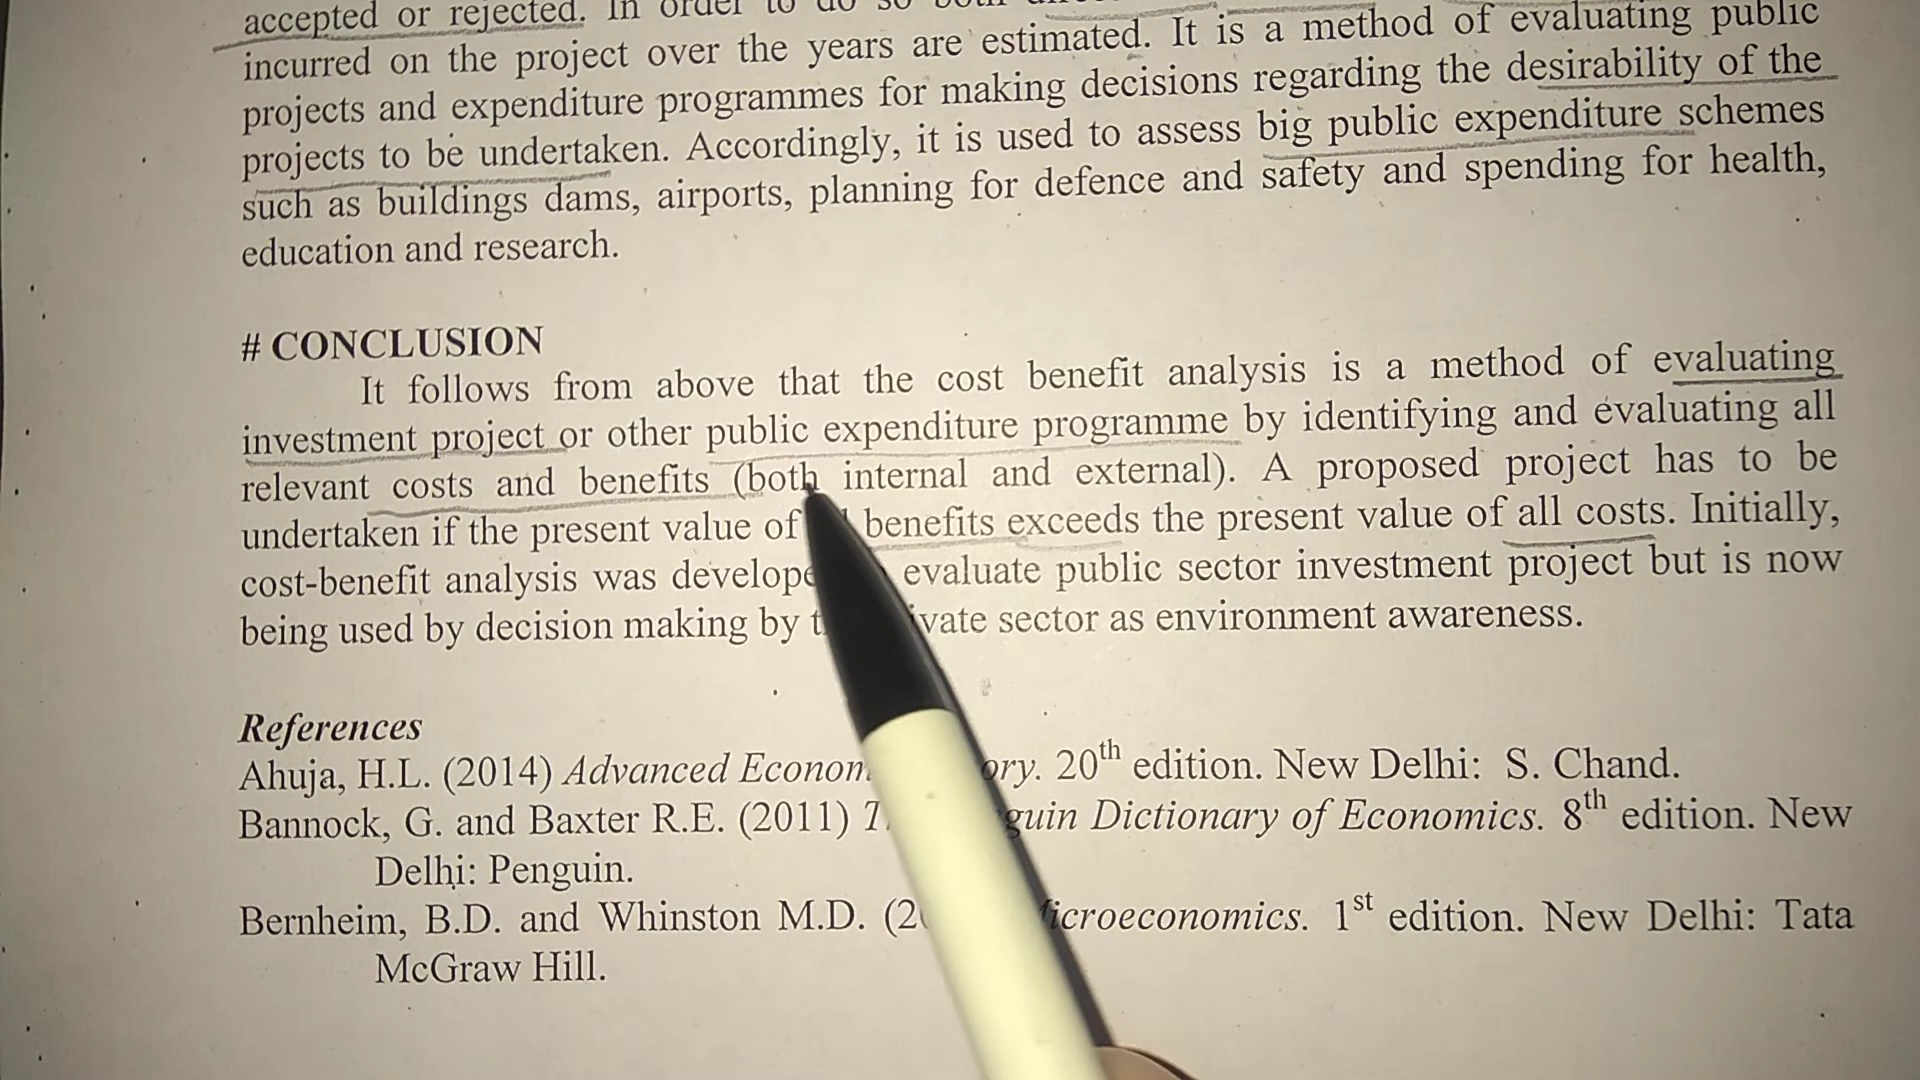 accepted or rejected. In order to do so both
incurred on the project over the years are estimated. It is a method of evaluating public
projects and expenditure programmes for making decisions regarding the desirability of the
projects to be undertaken. Accordingly, it is used to assess big public expenditure schemes
such as buildings dams, airports, planning for defence and safety and spending for health,
education and research.
# CONCLUSION
It follows from above that the cost benefit analysis is a method of evaluating
investment project or other public expenditure programme by identifying and evaluating all
relevant costs and benefits (both internal and external). A proposed project has to be
undertaken if the present value of benefits exceeds the present value of all costs. Initially,
cost-benefit analysis was evaluate public sector investment project but is now
being used by decision making by sector as environment awareness.
References
Ahuja, H.L. (2014) Advanced 20th edition. New Delhi: S. Chand.
Bannock, G. and Baxter R.E. (2011) Dictionary of Economics. 8th edition. New
Delhi: Penguin.
Bernheim, B.D. and Whinston M.D. 1st edition. New Delhi: Tata
McGraw Hill.